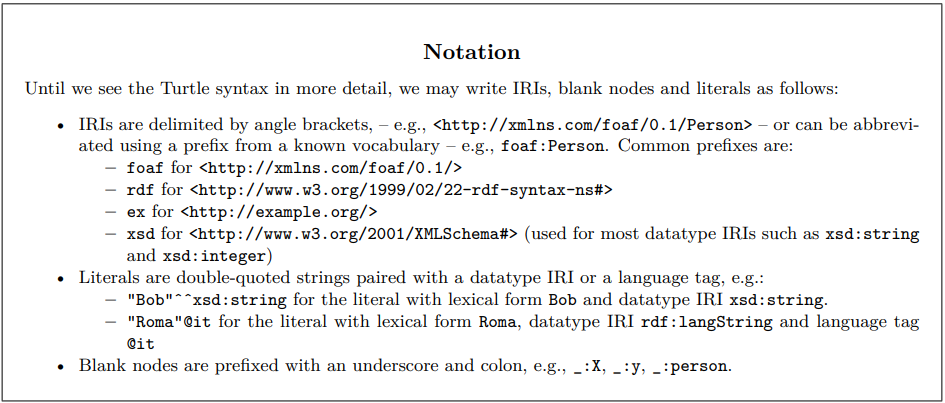 Notation
Until we see the Turtle syntax in more detail, we may write IRIs, blank nodes and literals as follows:
• IRIs are delimited by angle brackets, – e.g., <http://xmlns.com/foaf/0.1/Person> – or can be abbrevi-
ated using a prefix from a known vocabulary – e.g., foaf:Person. Common prefixes are:
– foaf for <http://xmlns.com/foaf/0.1/>
– rdf for <http://www.w3.org/1999/02/22-rdf-syntax-ns#>
– ex for <http://example.org/>
– xsd for <http://www.w3.org/2001/XMLSchema#> (used for most datatype IRIs such as xsd:string
and xsd:integer)
• Literals are double-quoted strings paired with a datatype IRI or a language tag, e.g.:
– "Bob"^^xsd:string for the literal with lexical form Bob and datatype IRI xsd:string.
– "Roma"@it for the literal with lexical form Roma, datatype IRI rdf:langString and language tag
@it
• Blank nodes are prefixed with an underscore and colon, e.g., _:X, _:y, _:person.